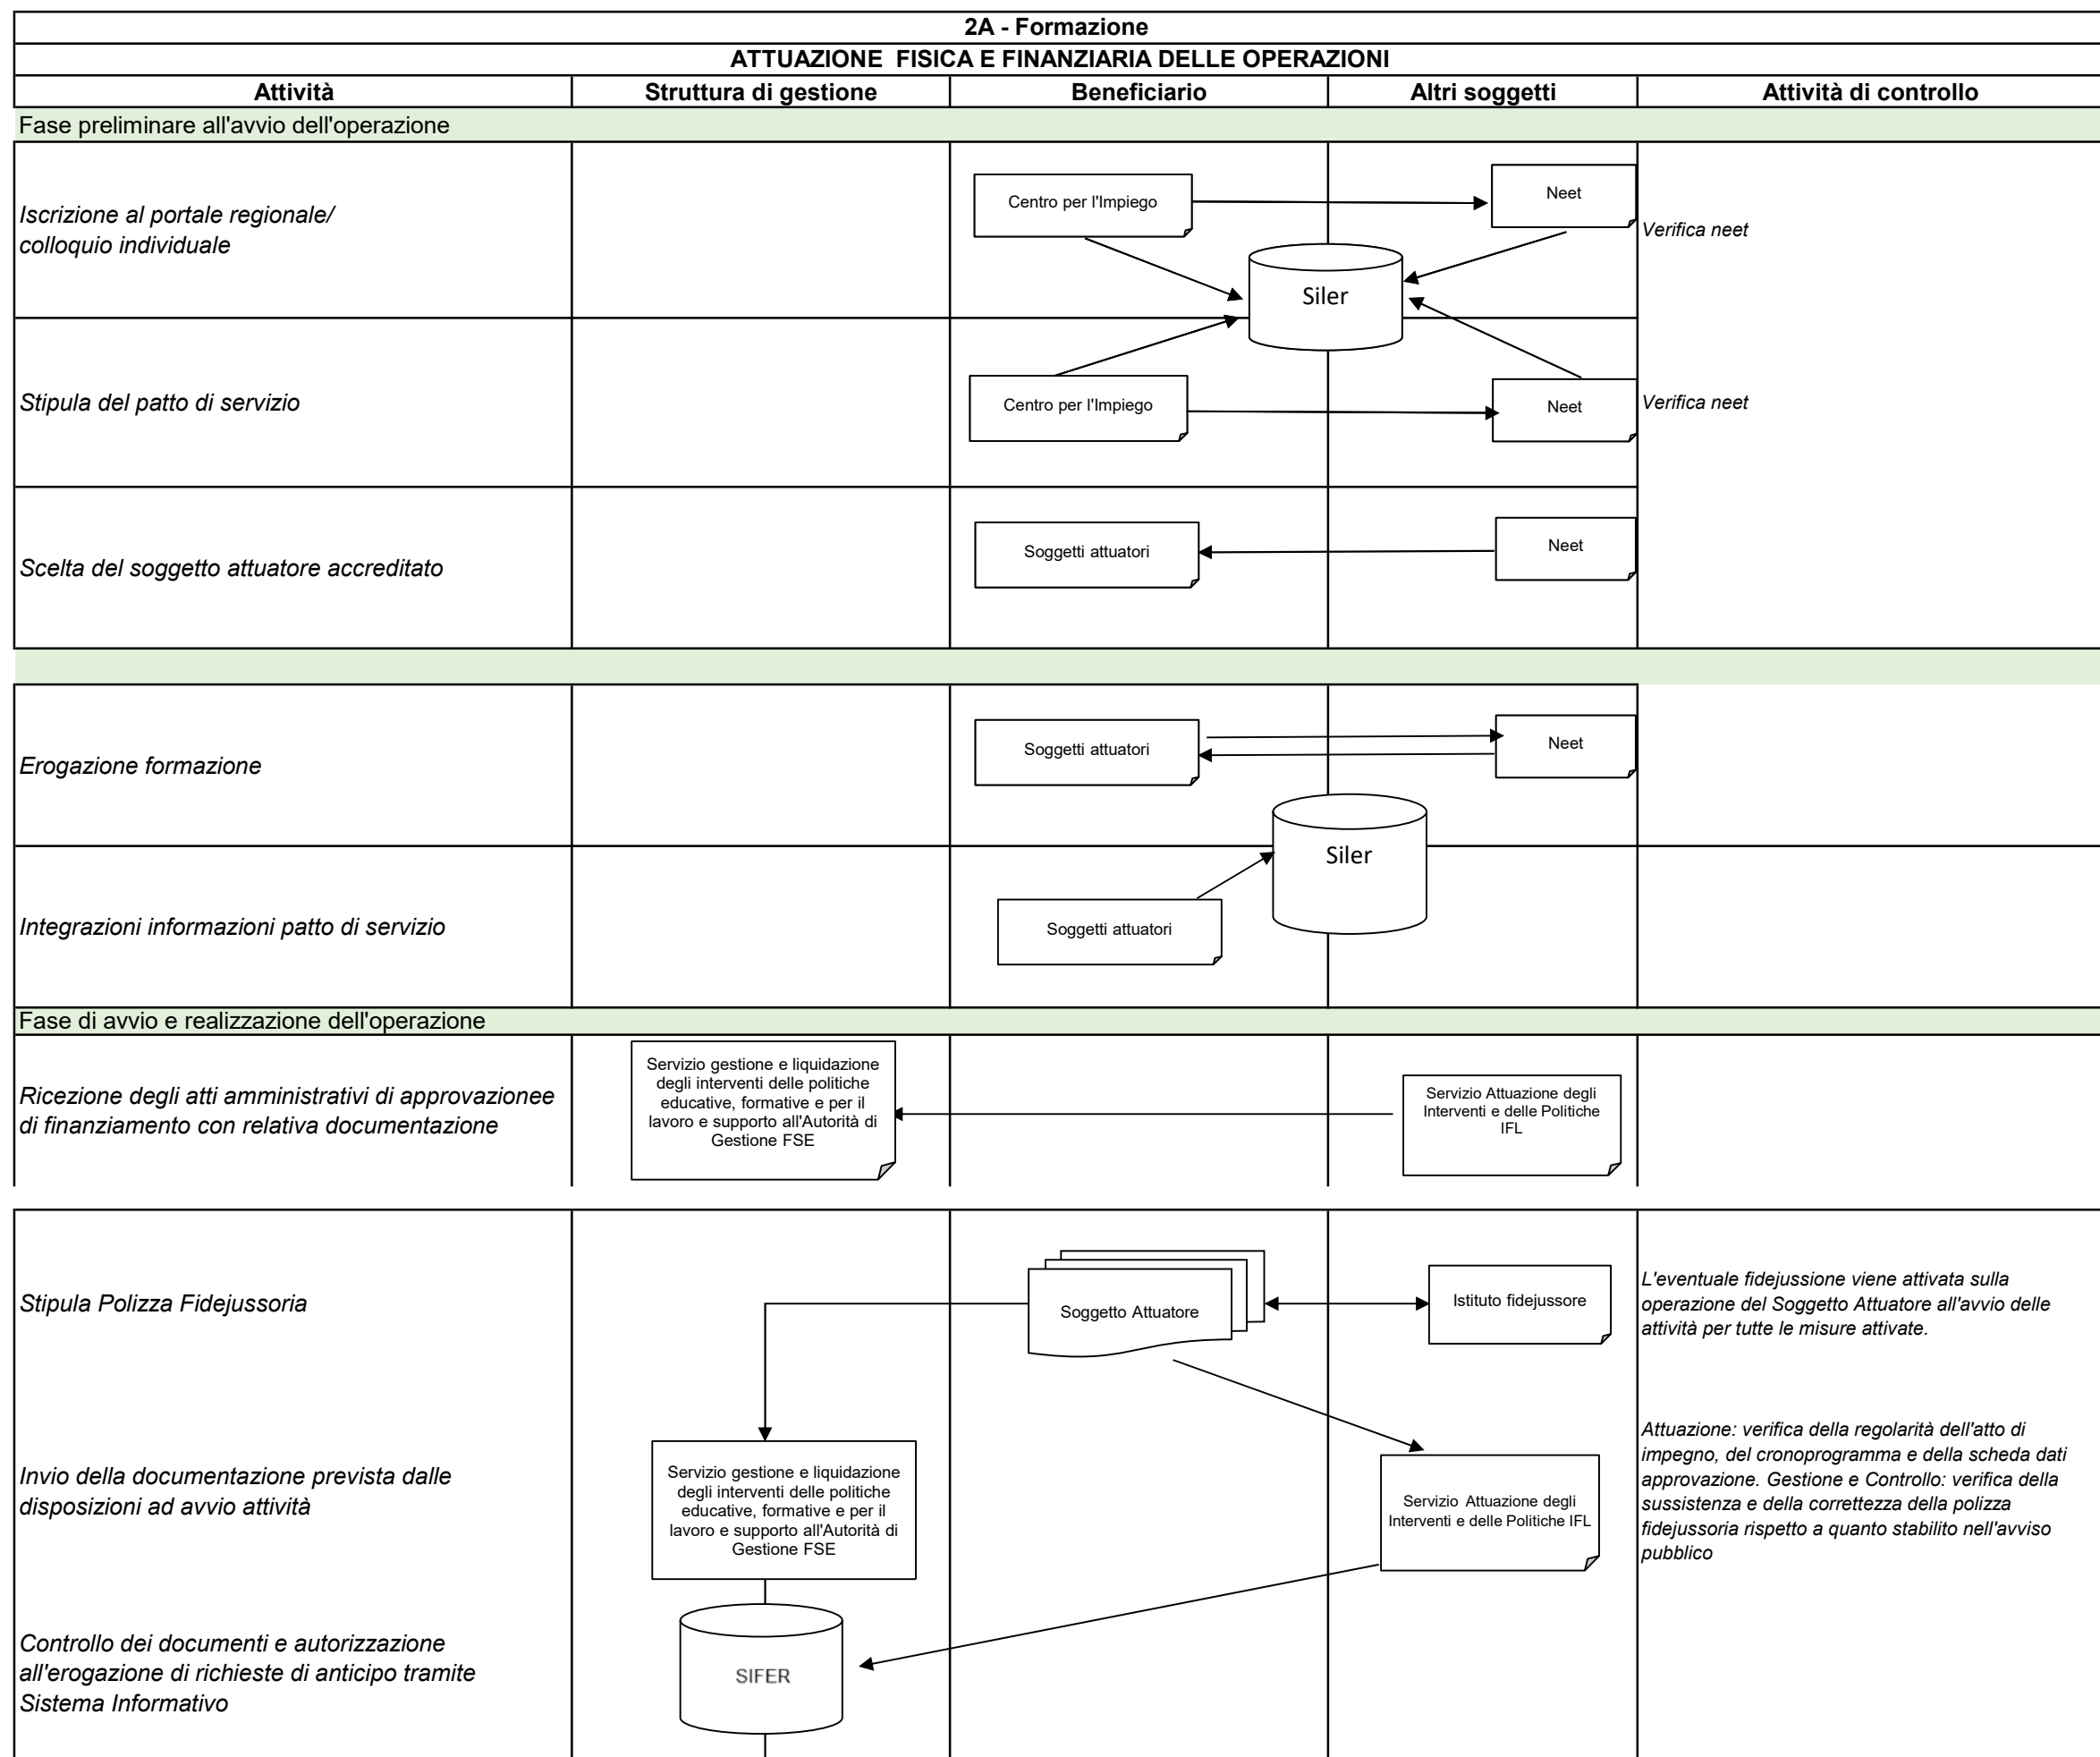 2A - Formazione
ATTUAZIONE FISICA E FINANZIARIA DELLE OPERAZIONI
Attività
Struttura di gestione
Beneficiario
Altri soggetti
Attività di controllo
Fase preliminare all'avvio dell'operazione
Iscrizione al portale regionale/
colloquio individuale
Centro per l'Impiego
Neet
Verifica neet
Siler
Stipula del patto di servizio
Centro per l'Impiego
Neet
Verifica neet
Scelta del soggetto attuatore accreditato
Soggetti attuatori
Neet
Erogazione formazione
Soggetti attuatori
Neet
Siler
Integrazioni informazioni patto di servizio
Soggetti attuatori
Fase di avvio e realizzazione dell'operazione
Ricezione degli atti amministrativi di approvazionee
di finanziamento con relativa documentazione
Servizio gestione e liquidazione
degli interventi delle politiche
educative, formative e per il
lavoro e supporto all'Autorità di
Gestione FSE
Servizio Attuazione degli
Interventi e delle Politiche
IFL
Stipula Polizza Fidejussoria
Soggetto Attuatore
Istituto fidejussore
L'eventuale fidejussione viene attivata sulla
operazione del Soggetto Attuatore all'avvio delle
attività per tutte le misure attivate.
Invio della documentazione prevista dalle
disposizioni ad avvio attività
Servizio gestione e liquidazione
degli interventi delle politiche
educative, formative e per il
lavoro e supporto all'Autorità di
Gestione FSE
Servizio Attuazione degli
Interventi e delle Politiche IFL
Attuazione: verifica della regolarità dell'atto di
impegno, del cronoprogramma e della scheda dati
approvazione. Gestione e Controllo: verifica della
sussistenza e della correttezza della polizza
fidejussoria rispetto a quanto stabilito nell'avviso
pubblico
Controllo dei documenti e autorizzazione
all'erogazione di richieste di anticipo tramite
Sistema Informativo
SIFER